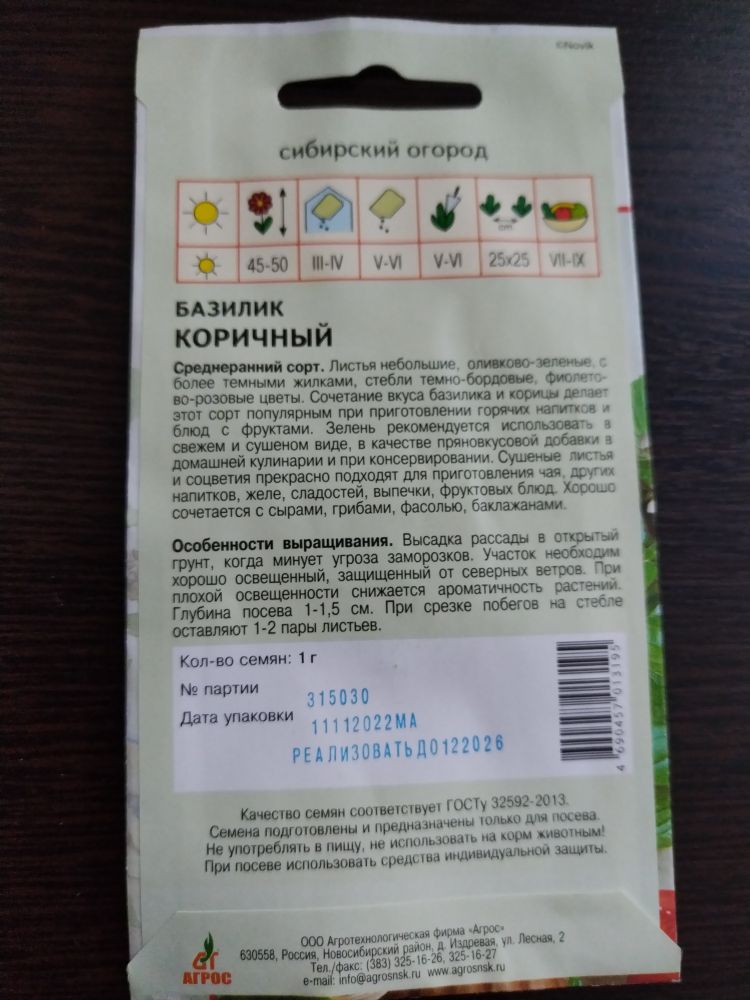 ©Novik
сибирский огород
cm
45-50 III-IV V-VI V-VI 25x25 VII-IX
БАЗИЛИК
КОРИЧНЫЙ
Среднеранний сорт. Листья небольшие, оливково-зеленые, с
более темными жилками, стебли темно-бордовые, фиолето-
во-розовые цветы. Сочетание вкуса базилика и корицы делает
этот сорт популярным при приготовлении горячих напитков и
блюд с фруктами. Зелень рекомендуется использовать в
свежем и сушеном виде, в качестве пряновкусовой добавки в
домашней кулинарии и при консервировании. Сушеные листья
и соцветия прекрасно подходят для приготовления чая, других
напитков, желе, сладостей, выпечки, фруктовых блюд. Хорошо
сочетается с сырами, грибами, фасолью, баклажанами.
Особенности выращивания. Высадка рассады в открытый
грунт, когда минует угроза заморозков. Участок необходим
хорошо освещенный, защищенный от северных ветров. При
плохой освещенности снижается ароматичность растений.
Глубина посева 1-1,5 см. При срезке побегов на стебле
оставляют 1-2 пары листьев.
Кол-во семян: 1 г
№ партии 315030
Дата упаковки 11112022МА
РЕАЛИЗОВАТЬДО122026
4 690457 013195
Качество семян соответствует ГОСТу 32592-2013.
Семена подготовлены и предназначены только для посева.
Не употреблять в пищу, не использовать на корм животным!
При посеве использовать средства индивидуальной защиты.
АГРОС
ООО Агротехнологическая фирма «Агрос»
630558, Россия, Новосибирский район, д. Издревая, ул. Лесная, 2
Тел./факс: (383) 325-16-26, 325-16-27
e-mail: info@agrosnsk.ru www.agrosnsk.ru